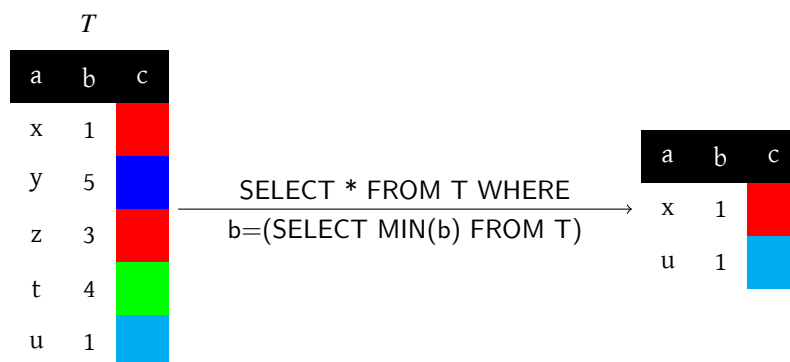 T
a b c
x 1
y 5
z 3
t 4
u 1
SELECT * FROM T WHERE
b=(SELECT MIN(b) FROM T)
a b c
x 1
u 1